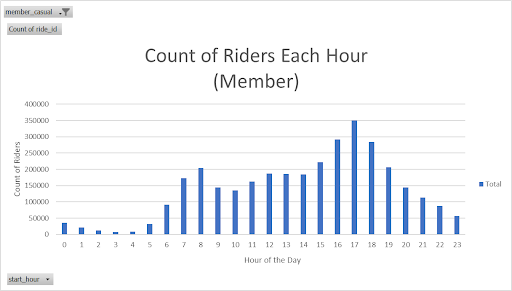 member_casual
Count of ride_id
Count of Riders Each Hour
(Member)
400000
350000
300000
250000
200000
150000
100000
50000
0
Count of Riders
0 1 2 3 4 5 6 7 8 9 10 11 12 13 14 15 16 17 18 19 20 21 22 23
Hour of the Day
Total
start_hour